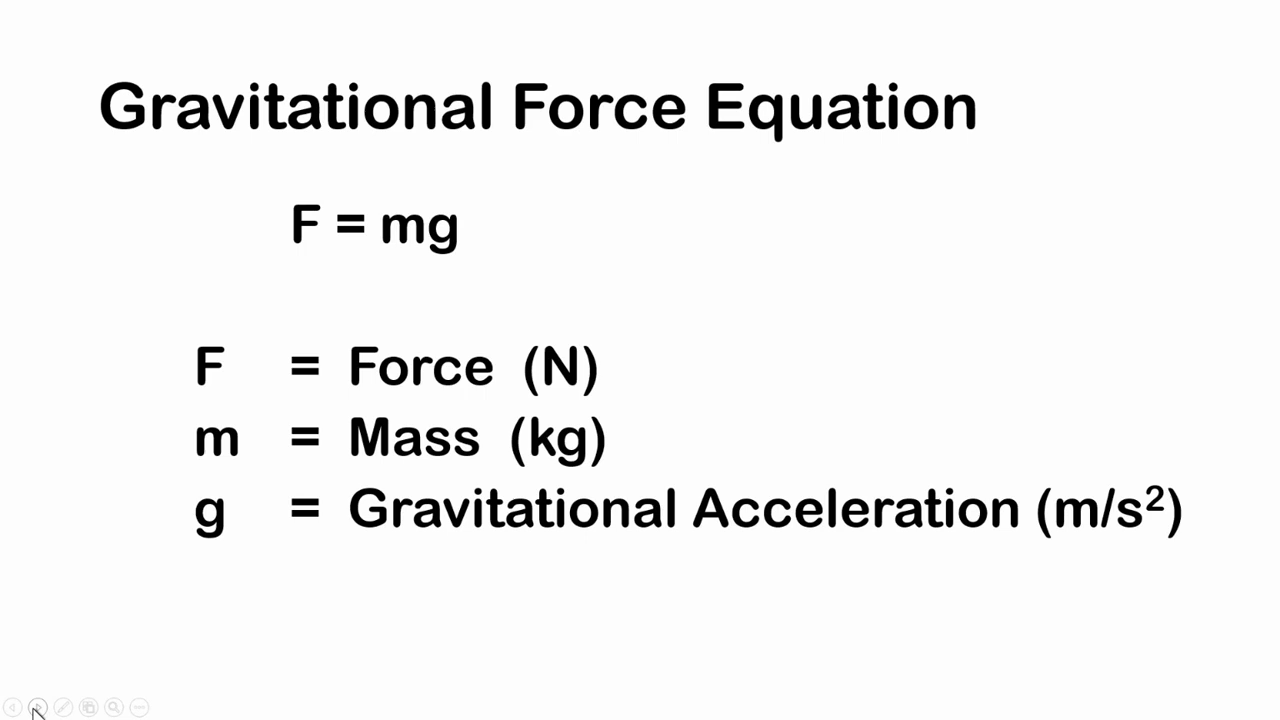 Gravitational Force Equation
F = mg
F = Force (N)
m = Mass (kg)
g = Gravitational Acceleration (m/s²)